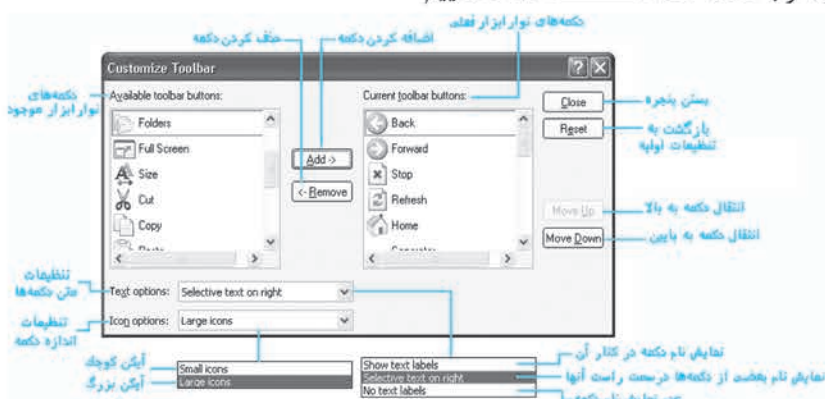 دکمه‌های نوار ابزار فعلی
اضافه کردن دکمه
حذف کردن دکمه
Customize Toolbar
دکمه‌های
نوار ابزار موجود
Available toolbar buttons:
Current toolbar buttons:
Folders
Full Screen
Size
Cut
Copy
Paste
Add ->
<- Remove
Back
Forward
Stop
Refresh
Home
Close
Reset
Move Up
Move Down
بستن پنجره
بازگشت به
تنظیمات اولیه
انتقال دکمه به بالا
انتقال دکمه به پایین
تنظیمات
متن دکمه‌ها
Text options: Selective text on right
تنظیمات
اندازه دکمه
Icon options: Large icons
آیکن کوچک
Small icons
آیکن بزرگ
Large icons
Show text labels
نمایش نام دکمه در کنار آن
Selective text on right
نمایش نام بعضی از دکمه‌ها در سمت راست آنها
No text labels